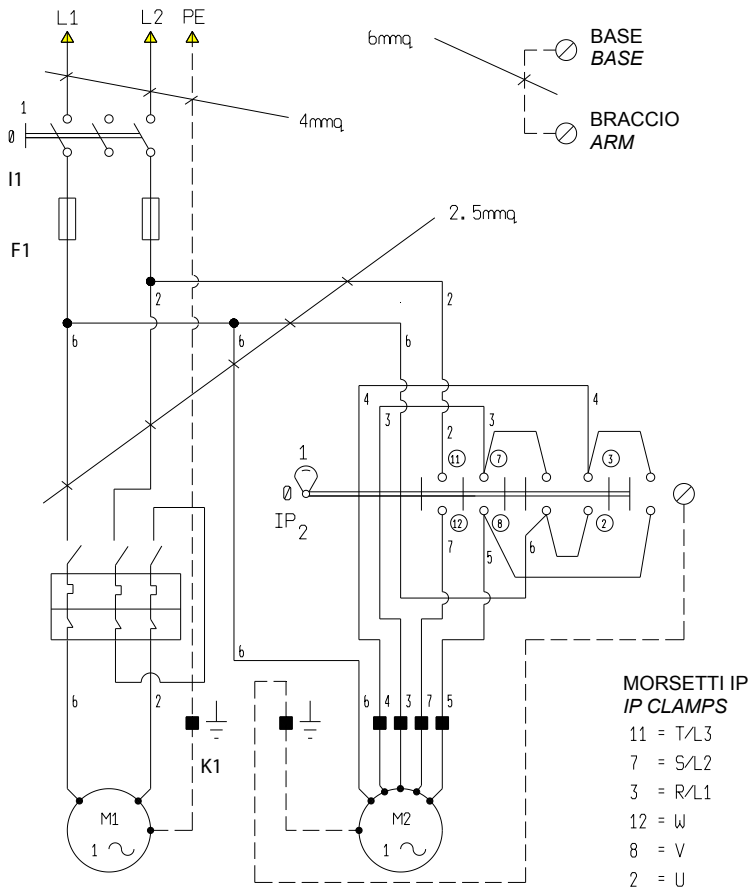 L1 L2 PE
6mmq
BASE
BASE
BRACCIO
ARM
4mmq
1
0
I1
F1
2.5mmq
2
2
6
6
6
4
4
3
3
2
1
0
IP2
11 7 3
12 8 2
7
5
6
6
6 2
6 4 3 7 5
K1
M1
1
M2
1
MORSETTI IP
IP CLAMPS
11 = T/L3
7 = S/L2
3 = R/L1
12 = W
8 = V
2 = U